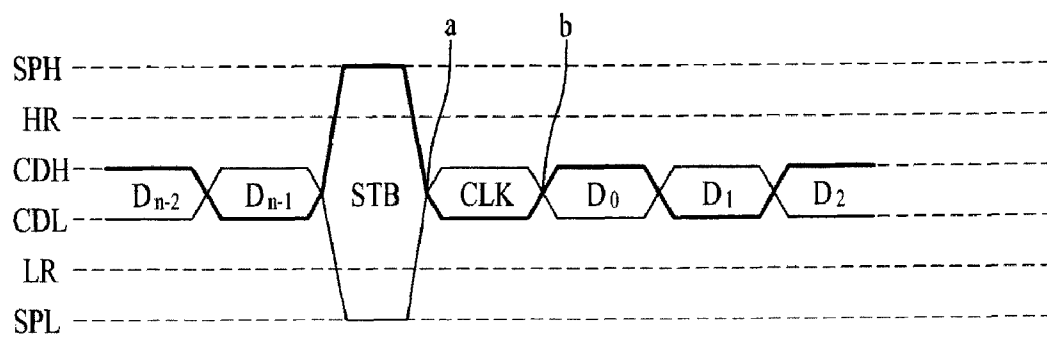 a b
SPH
HR
CDH
CDL
LR
SPL
Dn-2 Dn-1 STB CLK D0 D1 D2